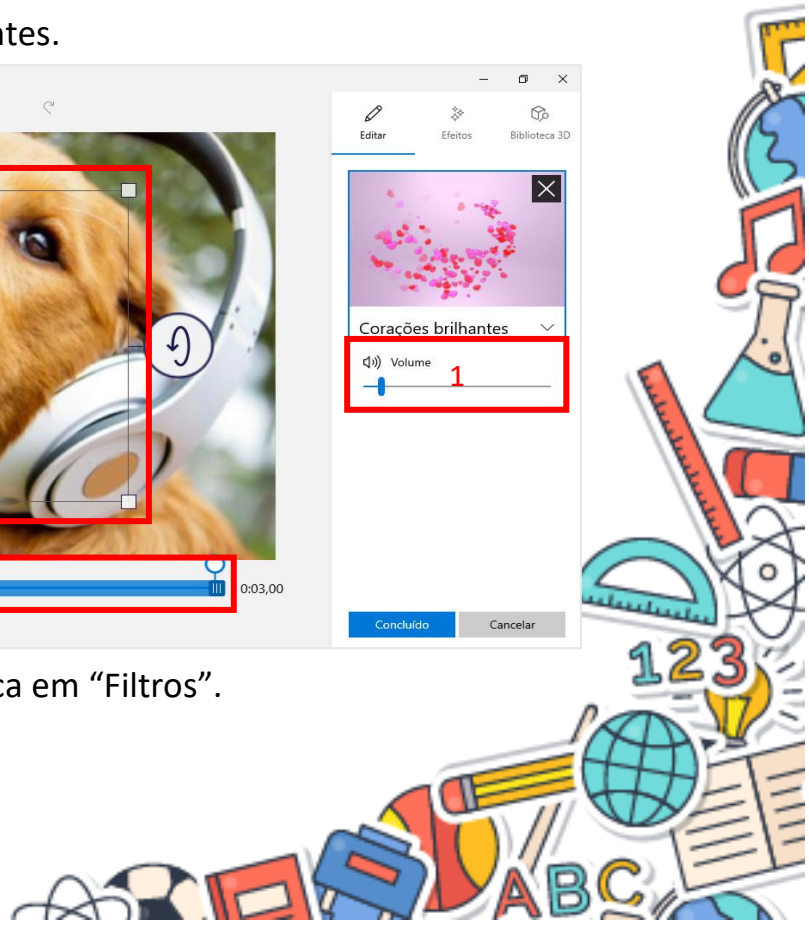 ntes.
Editar
Efeitos
Biblioteca 3D
Corações brilhantes
Volume
1
0:03,00
Concluído
Cancelar
ca em “Filtros”.
123
ABC